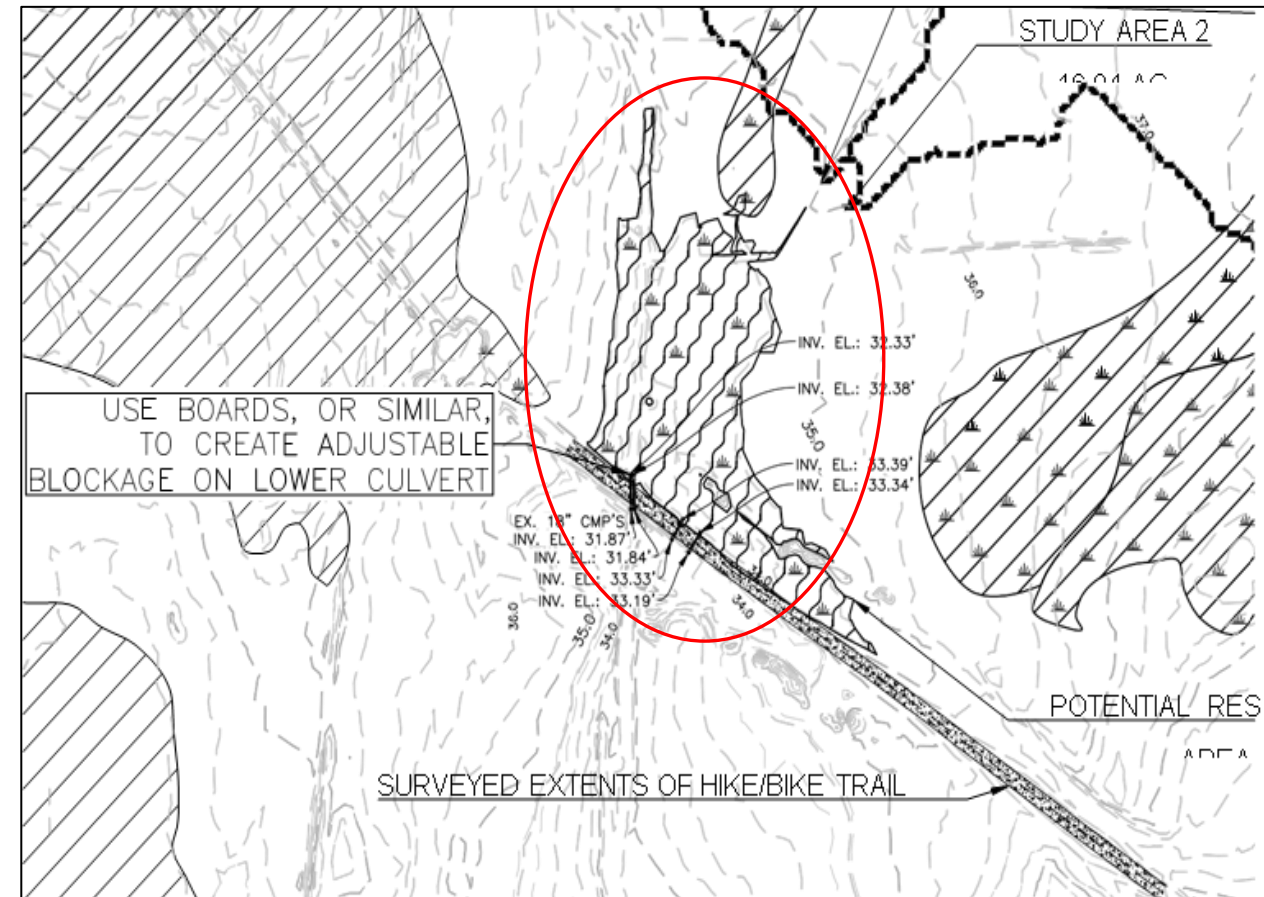 STUDY AREA 2
37.0
36.0
INV. EL.: 32.33'
INV. EL.: 32.38'
USE BOARDS, OR SIMILAR,
TO CREATE ADJUSTABLE
BLOCKAGE ON LOWER CULVERT
35.0
INV. EL.: 33.39'
INV. EL.: 33.34'
EX. 18" CMP'S
INV. EL.: 31.87'
INV. EL.: 31.84'
INV. EL.: 33.33'
INV. EL.: 33.19'
36.0
35.0
34.0
34.0
POTENTIAL RES
SURVEYED EXTENTS OF HIKE/BIKE TRAIL